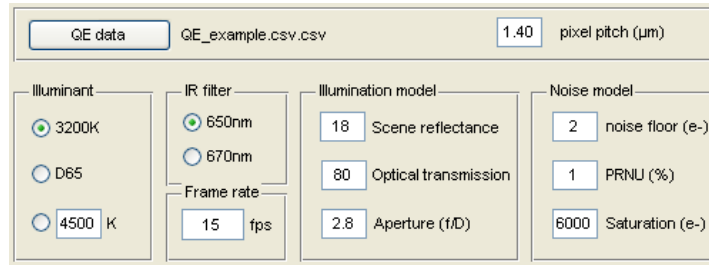 QE data QE_example.csv.csv 1.40 pixel pitch (µm)
Illuminant
3200K
D65
4500 K
IR filter
650nm
670nm
Frame rate
15 fps
Illumination model
18 Scene reflectance
80 Optical transmission
2.8 Aperture (f/D)
Noise model
2 noise floor (e-)
1 PRNU (%)
6000 Saturation (e-)